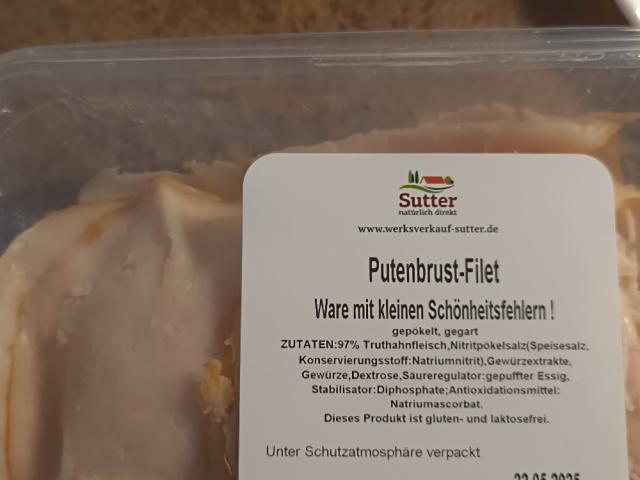 Sutter
natürlich direkt
www.werksverkauf-sutter.de
Putenbrust-Filet
Ware mit kleinen Schönheitsfehlern !
gepökelt, gegart
ZUTATEN:97% Truthahnfleisch,Nitritpökelsalz(Speisesalz,
Konservierungsstoff:Natriumnitrit),Gewürzextrakte,
Gewürze,Dextrose,Säureregulator:gepuffter Essig,
Stabilisator:Diphosphate;Antioxidationsmittel:
Natriumascorbat.
Dieses Produkt ist gluten- und laktosefrei.
Unter Schutzatmosphäre verpackt.